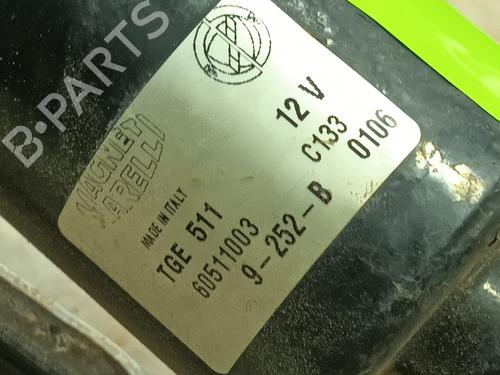 B-PARTS
MAGNETI
MARELLI
MADE IN ITALY
TGE 511
60511003
9-252-B
12 V
C133
0106